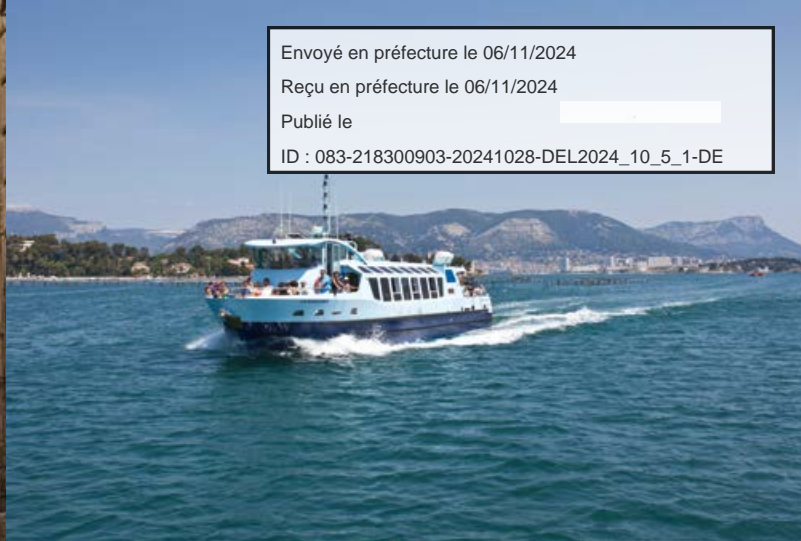 Envoyé en préfecture le 06/11/2024
Reçu en préfecture le 06/11/2024
Publié le
ID : 083-218300903-20241028-DEL2024_10_5_1-DE